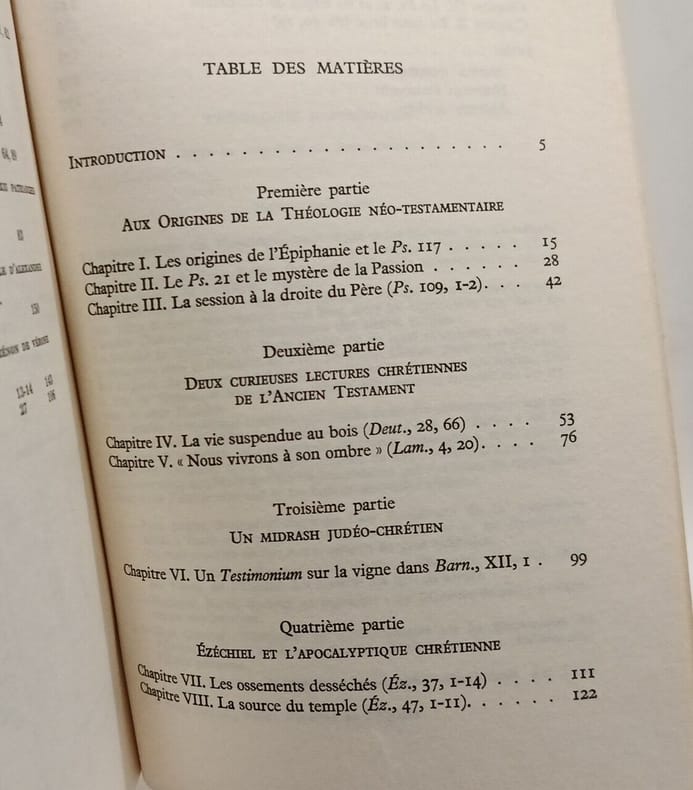 TABLE DES MATIÈRES
INTRODUCTION . . . . . . . . . . . . . . . . . . . . 5
Première partie
AUX ORIGINES DE LA THÉOLOGIE NÉO-TESTAMENTAIRE
Chapitre I. Les origines de l'Épiphanie et le Ps. 117 . . . . . 15
Chapitre II. Le Ps. 21 et le mystère de la Passion . . . . . . 28
Chapitre III. La session à la droite du Père (Ps. 109, 1-2). . . 42
Deuxième partie
DEUX CURIEUSES LECTURES CHRÉTIENNES
DE L'ANCIEN TESTAMENT
Chapitre IV. La vie suspendue au bois (Deut., 28, 66) . . . . 53
Chapitre V. « Nous vivrons à son ombre » (Lam., 4, 20). . . . 76
Troisième partie
UN MIDRASH JUDÉO-CHRÉTIEN
Chapitre VI. Un Testimonium sur la vigne dans Barn., XII, 1 . 99
Quatrième partie
ÉZÉCHIEL ET L'APOCALYPTIQUE CHRÉTIENNE
Chapitre VII. Les ossements desséchés (Éz., 37, 1-14) . . . . 111
Chapitre VIII. La source du temple (Éz., 47, 1-11). . . . . . 122